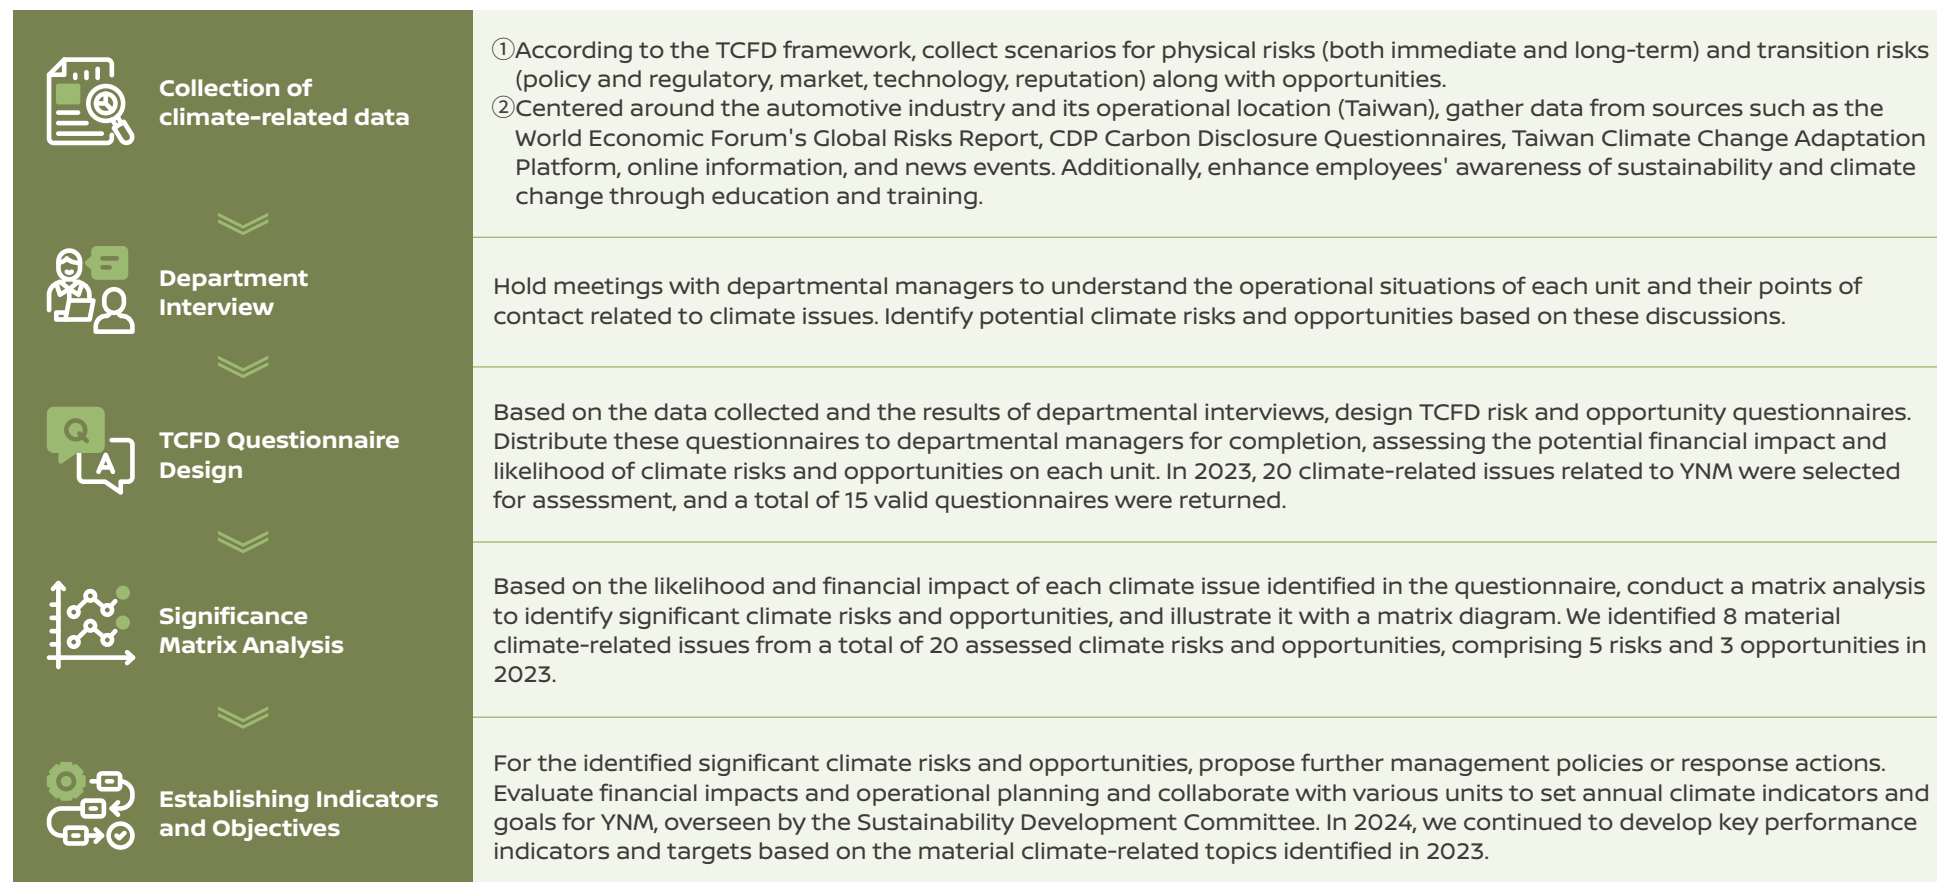 Collection of
climate-related data
①According to the TCFD framework, collect scenarios for physical risks (both immediate and long-term) and transition risks
(policy and regulatory, market, technology, reputation) along with opportunities.
②Centered around the automotive industry and its operational location (Taiwan), gather data from sources such as the
World Economic Forum's Global Risks Report, CDP Carbon Disclosure Questionnaires, Taiwan Climate Change Adaptation
Platform, online information, and news events. Additionally, enhance employees' awareness of sustainability and climate
change through education and training.
Department
Interview
Hold meetings with departmental managers to understand the operational situations of each unit and their points of
contact related to climate issues. Identify potential climate risks and opportunities based on these discussions.
Q
A
TCFD Questionnaire
Design
Based on the data collected and the results of departmental interviews, design TCFD risk and opportunity questionnaires.
Distribute these questionnaires to departmental managers for completion, assessing the potential financial impact and
likelihood of climate risks and opportunities on each unit. In 2023, 20 climate-related issues related to YNM were selected
for assessment, and a total of 15 valid questionnaires were returned.
Significance
Matrix Analysis
Based on the likelihood and financial impact of each climate issue identified in the questionnaire, conduct a matrix analysis
to identify significant climate risks and opportunities, and illustrate it with a matrix diagram. We identified 8 material
climate-related issues from a total of 20 assessed climate risks and opportunities, comprising 5 risks and 3 opportunities in
2023.
Establishing Indicators
and Objectives
For the identified significant climate risks and opportunities, propose further management policies or response actions.
Evaluate financial impacts and operational planning and collaborate with various units to set annual climate indicators and
goals for YNM, overseen by the Sustainability Development Committee. In 2024, we continued to develop key performance
indicators and targets based on the material climate-related topics identified in 2023.